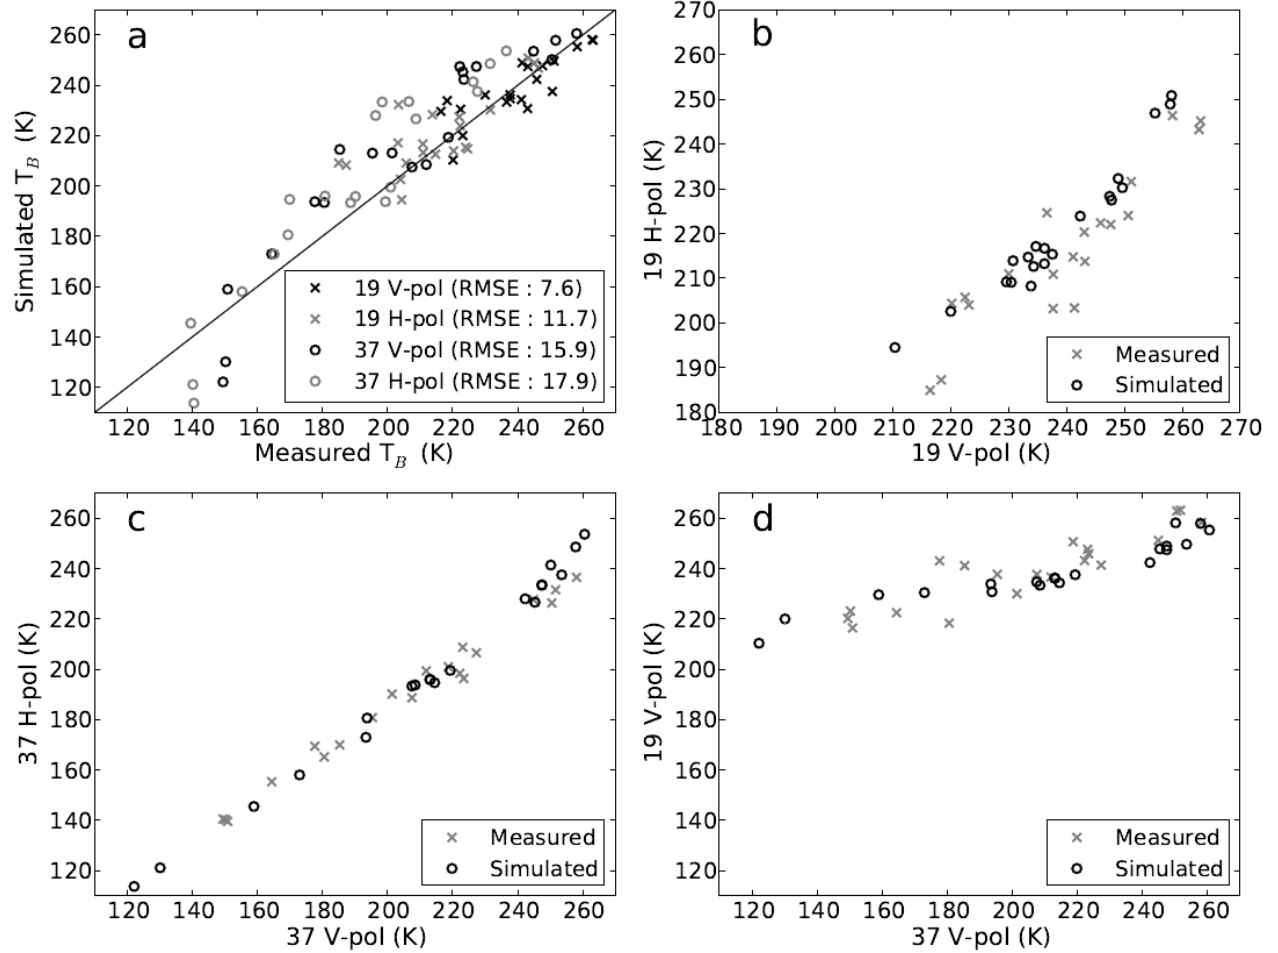 a
260
240
220
200
180
160
140
120
Simulated T_B (K)
120 140 160 180 200 220 240 260
Measured T_B (K)
19 V-pol (RMSE : 7.6)
19 H-pol (RMSE : 11.7)
37 V-pol (RMSE : 15.9)
37 H-pol (RMSE : 17.9)
b
270
260
250
240
230
220
210
200
190
180
19 H-pol (K)
180 190 200 210 220 230 240 250 260 270
19 V-pol (K)
Measured
Simulated
c
260
240
220
200
180
160
140
120
37 H-pol (K)
120 140 160 180 200 220 240 260
37 V-pol (K)
Measured
Simulated
d
260
240
220
200
180
160
140
120
19 V-pol (K)
120 140 160 180 200 220 240 260
37 V-pol (K)
Measured
Simulated